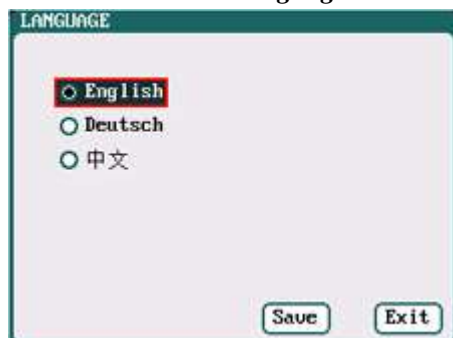 LANGUAGE
English
Deutsch
中文
Save Exit